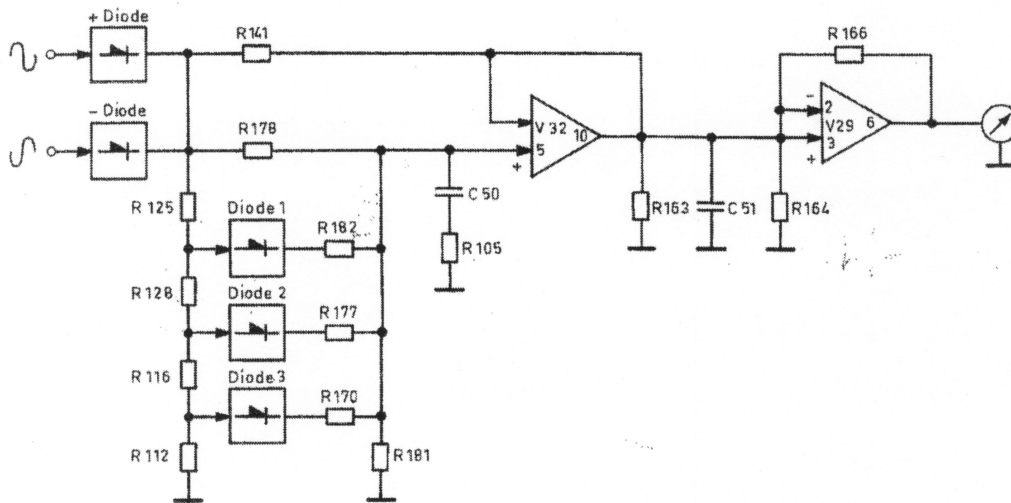 + Diode
R141
R166
- Diode
R178
V32
10
5
+
-
2
V29
6
3
+
C50
R163
C51
R164
R125
Diode 1
R182
R105
R128
Diode 2
R177
R116
Diode 3
R170
R112
R181